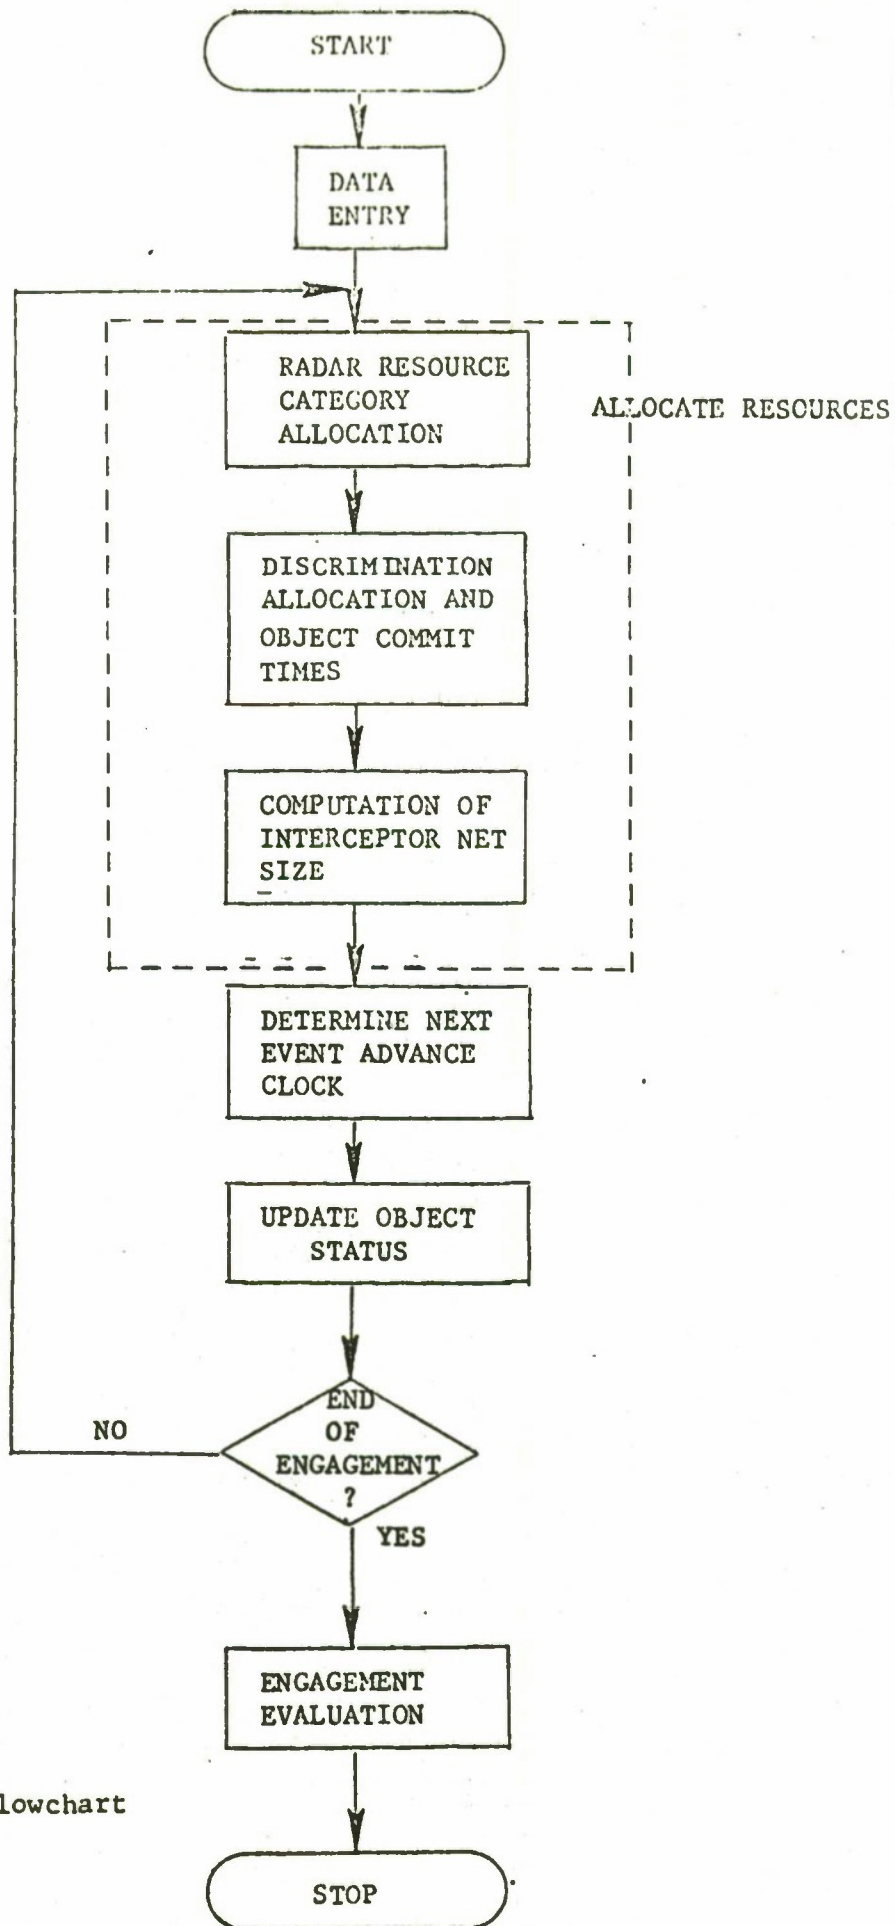 START
DATA
ENTRY
RADAR RESOURCE
CATEGORY
ALLOCATION
ALLOCATE RESOURCES
DISCRIMINATION
ALLOCATION AND
OBJECT COMMIT
TIMES
COMPUTATION OF
INTERCEPTOR NET
SIZE
DETERMINE NEXT
EVENT ADVANCE
CLOCK
UPDATE OBJECT
STATUS
END
OF
ENGAGEMENT
?
NO
YES
ENGAGEMENT
EVALUATION
lowchart
STOP